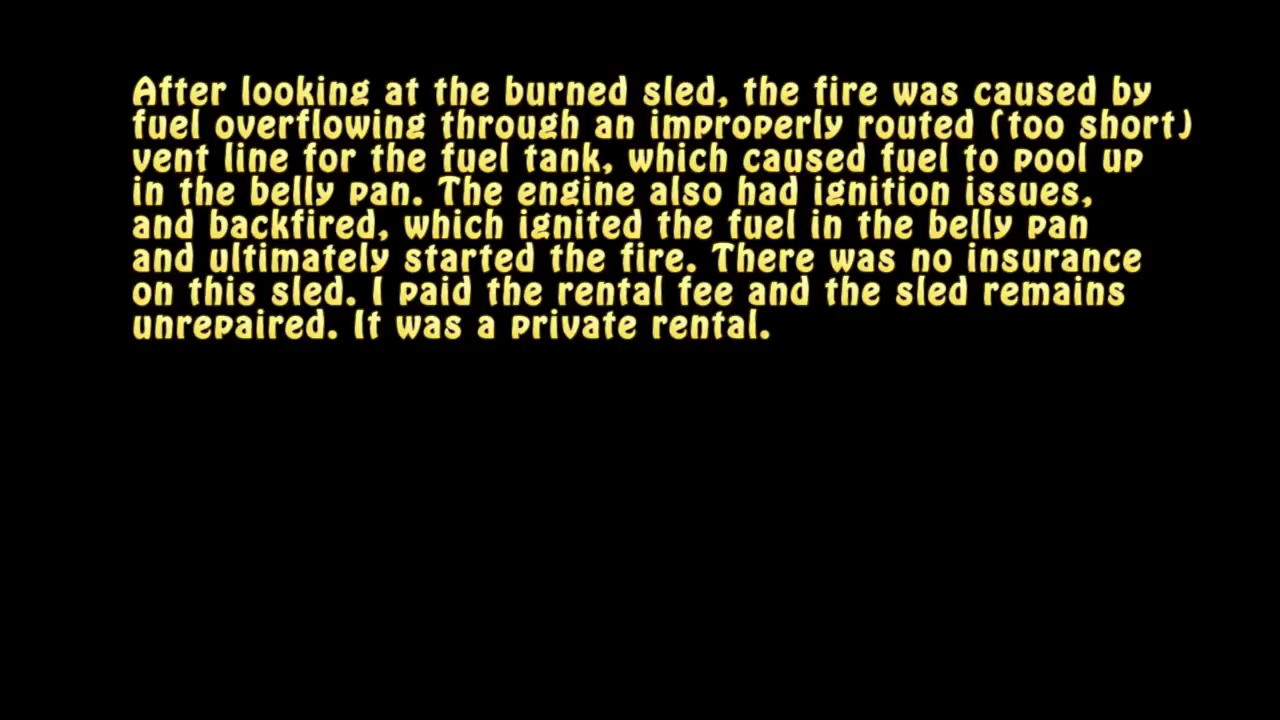 After looking at the burned sled, the fire was caused by
fuel overflowing through an improperly routed (too short)
vent line for the fuel tank, which caused fuel to pool up
in the belly pan. The engine also had ignition issues,
and backfired, which ignited the fuel in the belly pan
and ultimately started the fire. There was no insurance
on this sled. I paid the rental fee and the sled remains
unrepaired. It was a private rental.